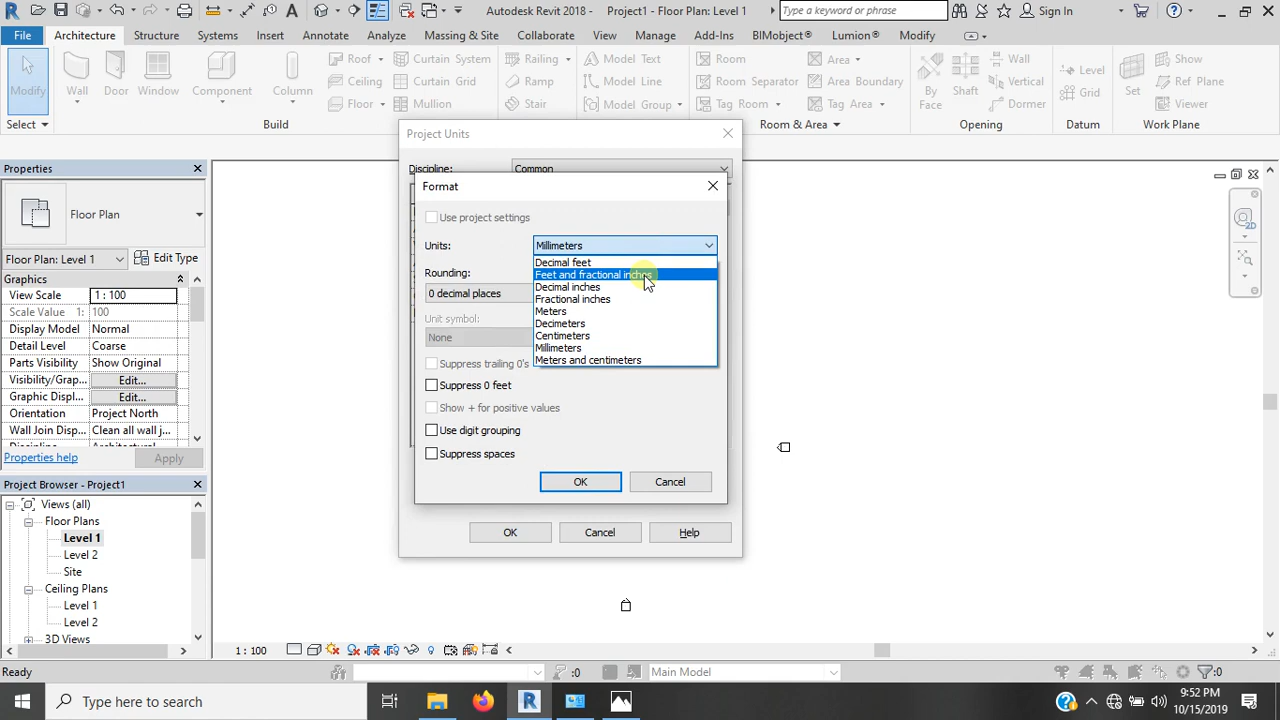 Autodesk Revit 2018 - Project1 - Floor Plan: Level 1
Type a keyword or phrase
Sign In
File Architecture Structure Systems Insert Annotate Analyze Massing & Site Collaborate View Manage Add-Ins BIMobject® Lumion® Modify
Modify
Wall
Door
Window
Component
Column
Roof
Ceiling
Floor
Curtain System
Curtain Grid
Mullion
Railing
Ramp
Stair
Model Text
Model Line
Model Group
Room
Room Separator
Tag Room
Area
Area Boundary
Tag Area
By
Face
Shaft
Wall
Vertical
Dormer
Level
Grid
Set
Show
Ref Plane
Viewer
Select
Build
Room & Area
Opening
Datum
Work Plane
Properties
Floor Plan
Floor Plan: Level 1
Edit Type
Graphics
View Scale 1 : 100
Scale Value 1: 100
Display Model Normal
Detail Level Coarse
Parts Visibility Show Original
Visibility/Grap... Edit...
Graphic Displ... Edit...
Orientation Project North
Wall Join Display Clean all wall j...
Properties help
Apply
Project Browser - Project1
Views (all)
Floor Plans
Level 1
Level 2
Site
Ceiling Plans
Level 1
Level 2
3D Views
Project Units
Discipline: Common
Format
Use project settings
Units: Millimeters
Decimal feet
Feet and fractional inches
Decimal inches
Fractional inches
Meters
Decimeters
Centimeters
Millimeters
Meters and centimeters
Rounding:
0 decimal places
Unit symbol:
None
Suppress trailing 0's
Suppress 0 feet
Show + for positive values
Use digit grouping
Suppress spaces
OK Cancel
OK Cancel Help
1 : 100
Ready
:0
Main Model
:0
Type here to search
9:52 PM
10/15/2019